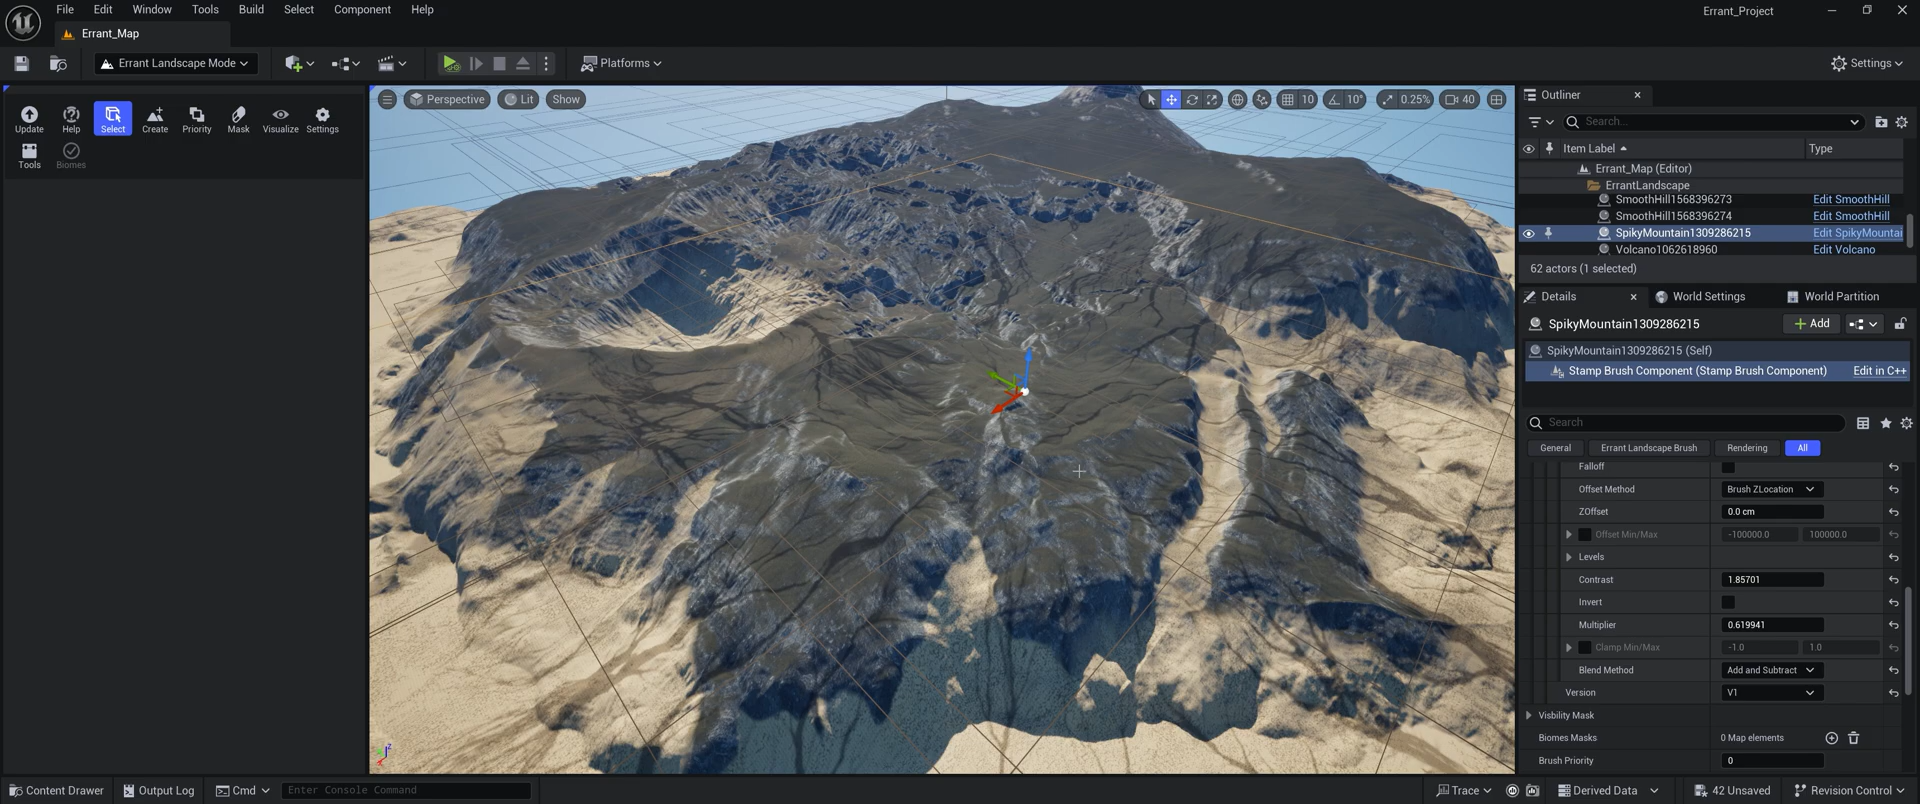 File Edit Window Tools Build Select Component Help
Errant_Project
Errant_Map
Errant Landscape Mode
Platforms
Settings
Update Help Select Create Priority Mask Visualize Settings
Tools Biomes
Perspective Lit Show
10 10° 0.25% 40
Outliner
Search...
Item Label Type
Errant_Map (Editor)
ErrantLandscape
SmoothHill1568396273 Edit SmoothHill
SmoothHill1568396274 Edit SmoothHill
SpikyMountain1309286215 Edit SpikyMountai
Volcano1062618960 Edit Volcano
62 actors (1 selected)
Details World Settings World Partition
SpikyMountain1309286215 Add
SpikyMountain1309286215 (Self)
Stamp Brush Component (Stamp Brush Component) Edit in C++
Search
General Errant Landscape Brush Rendering All
Falloff
Offset Method Brush ZLocation
ZOffset 0.0 cm
Offset Min/Max -100000.0 100000.0
Levels
Contrast 1.85701
Invert
Multiplier 0.619941
Clamp Min/Max -1.0 1.0
Blend Method Add and Subtract
Version V1
Visbility Mask
Biomes Masks 0 Map elements
Brush Priority 0
Content Drawer Output Log Cmd Enter Console Command
Trace Derived Data 42 Unsaved Revision Control